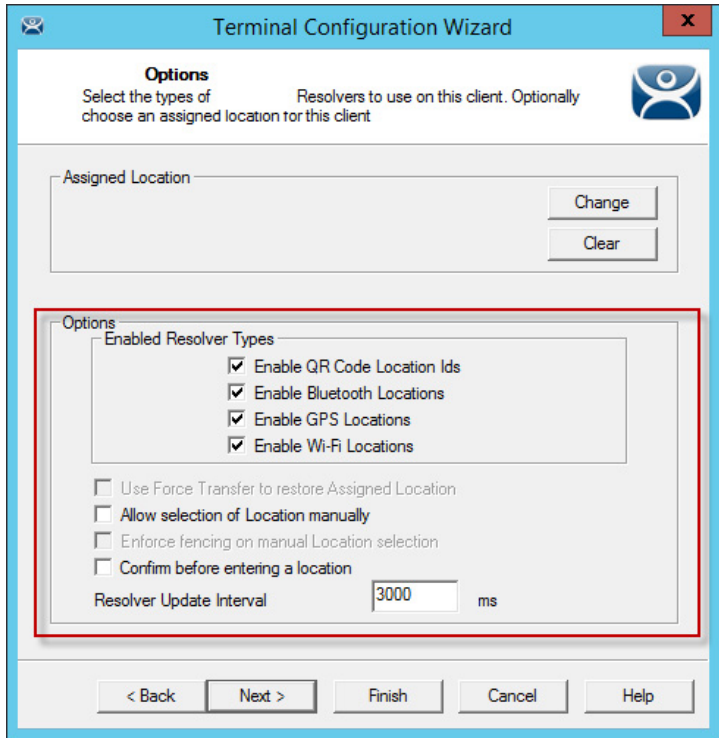 Terminal Configuration Wizard
x
Options
Select the types of Resolvers to use on this client. Optionally
choose an assigned location for this client
Assigned Location
Change
Clear
Options
Enabled Resolver Types
Enable QR Code Location Ids
Enable Bluetooth Locations
Enable GPS Locations
Enable Wi-Fi Locations
Use Force Transfer to restore Assigned Location
Allow selection of Location manually
Enforce fencing on manual Location selection
Confirm before entering a location
Resolver Update Interval 3000 ms
< Back Next > Finish Cancel Help